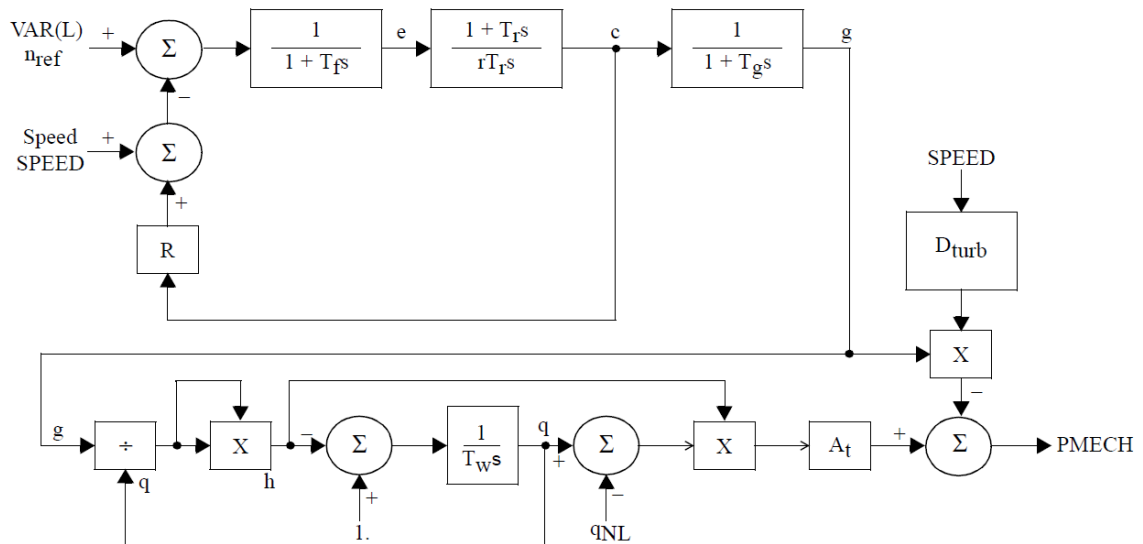 VAR(L)
nref
+
Σ
1
1 + Tfs
e
1 + Trs
rTrs
c
1
1 + Tgs
g
−
Speed
SPEED
+
Σ
+
R
SPEED
Dturb
X
−
g
÷
q
X
h
−
Σ
+
1.
1
Tws
q
+
Σ
−
qNL
X
At
+
Σ
PMECH